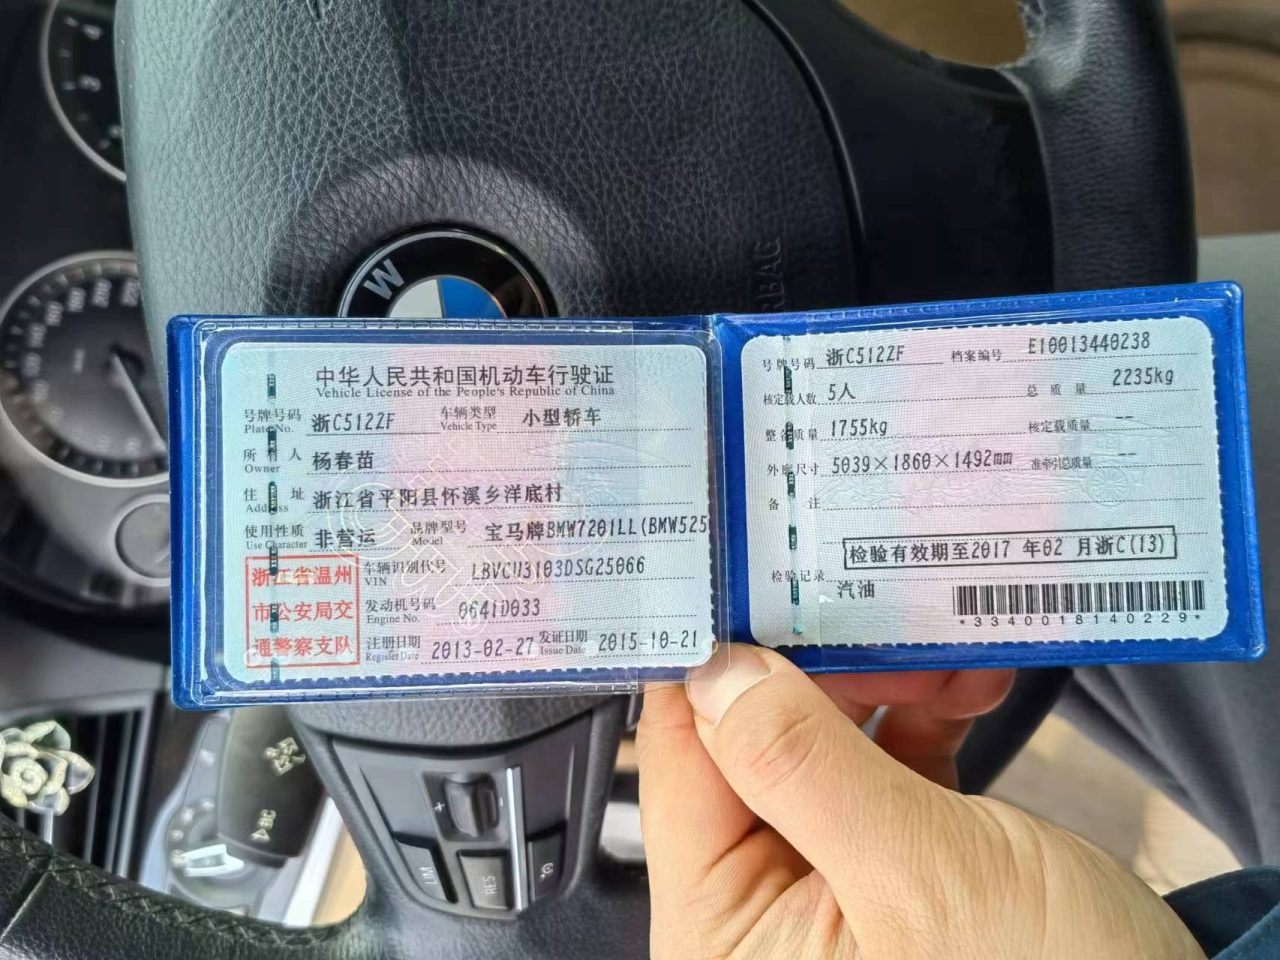 W
中华人民共和国机动车行驶证
Vehicle License of the People's Republic of China
号牌号码 浙C512ZF 车辆类型 小型轿车
Plate No. Vehicle Type
所有人 杨春苗
Owner
住址 浙江省平阳县怀溪乡洋底村
Address
使用性质 非营运 品牌型号 宝马牌BMW7201LL(BMW525
Use Character Model
浙江省温州
市公安局交
通警察支队
车辆识别代号 LBVCU3103DSG25066
VIN
发动机号码 0641D033
Engine No.
注册日期 2013-02-27 发证日期 2015-10-21
Register Date Issue Date
号牌号码 浙C512ZF 档案编号 E10013440238
核定载人数 5人 总质量 2235kg
整备质量 1755kg 核定载质量 --
外廓尺寸 5039×1860×1492mm 准牵引总质量 --
备注
检验有效期至2017 年02 月浙C(13)
检验记录
汽油
*3340018140229*
LIM
RES